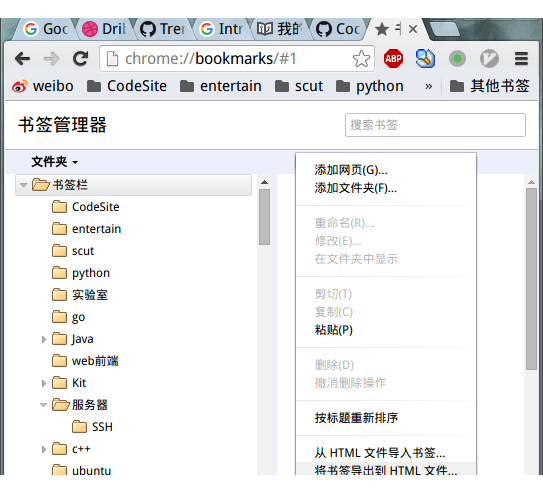 Goo
Drib
Tren
Intr
我的
Coc
书
chrome://bookmarks/#1
ABP
weibo
CodeSite
entertain
scut
python
»
其他书签
书签管理器
搜索书签
文件夹
书签栏
CodeSite
entertain
scut
python
实验室
go
Java
web前端
Kit
服务器
SSH
c++
ubuntu
添加网页(G)...
添加文件夹(F)...
重命名(R)...
修改(E)...
在文件夹中显示
剪切(T)
复制(C)
粘贴(P)
删除(D)
撤消删除操作
按标题重新排序
从 HTML 文件导入书签...
将书签导出到 HTML 文件...